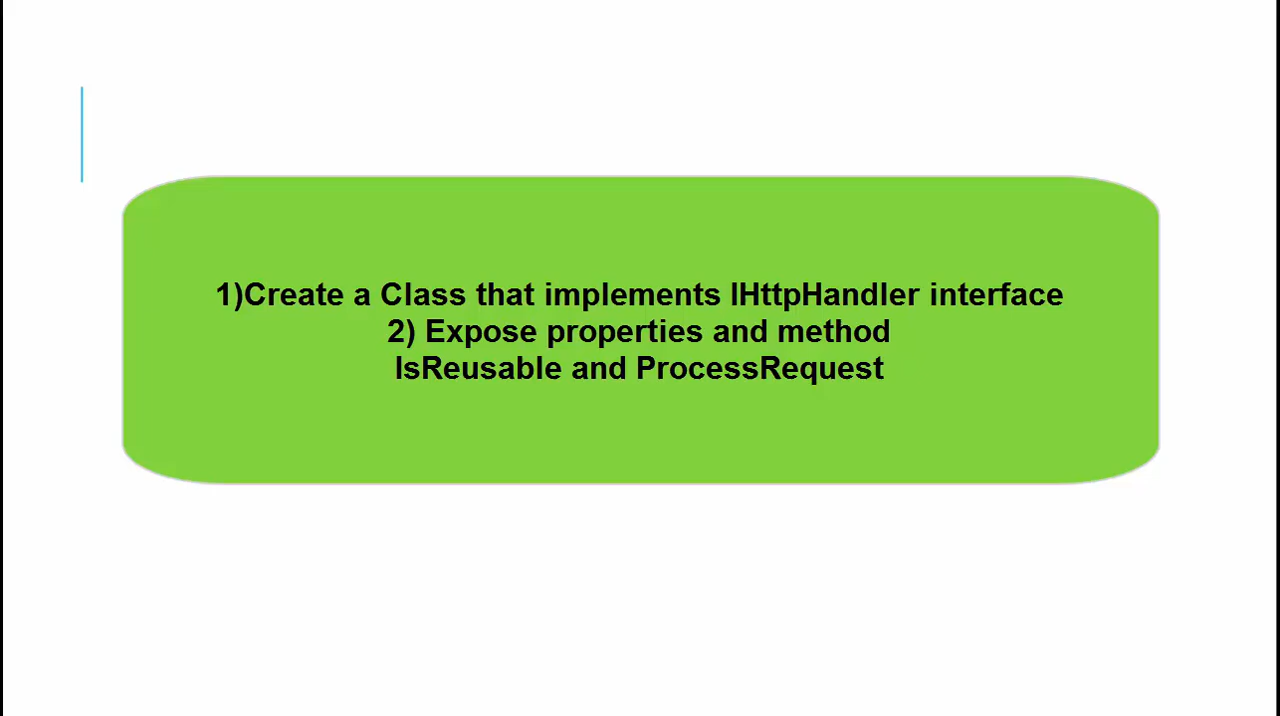 1)Create a Class that implements IHttpHandler interface
2) Expose properties and method
IsReusable and ProcessRequest